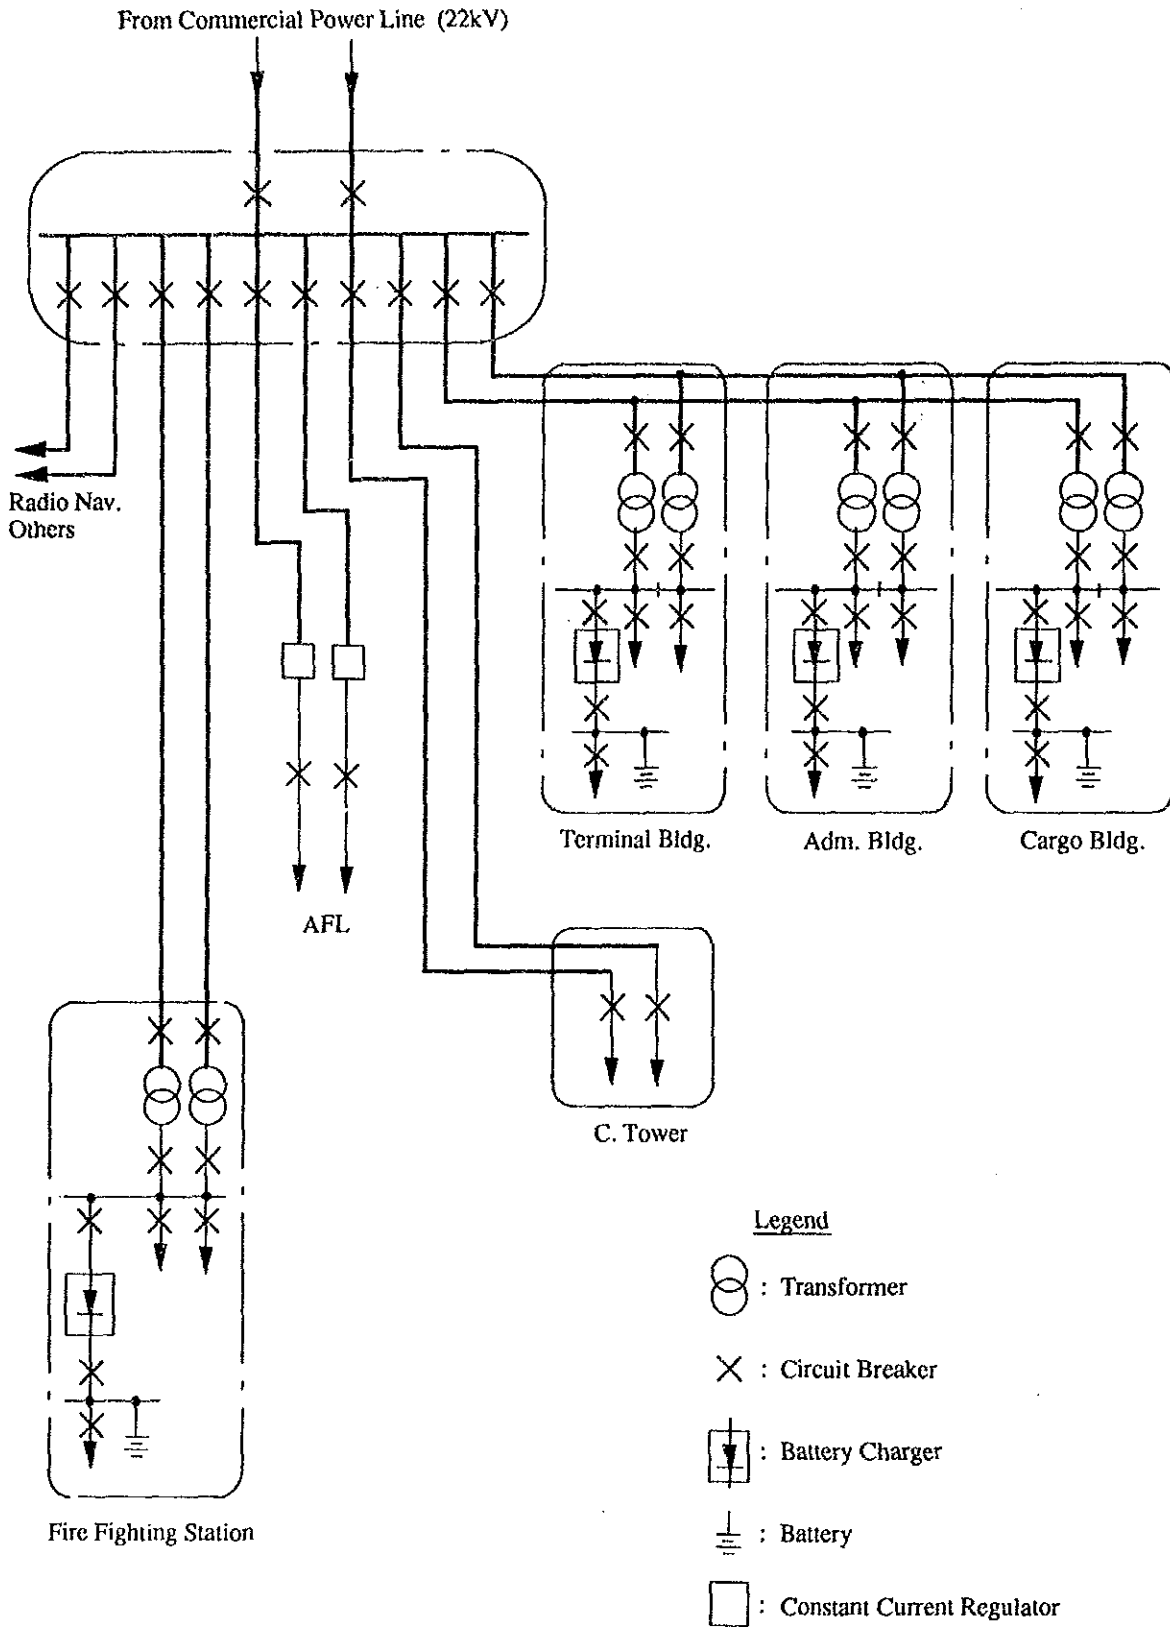 From Commercial Power Line (22kV)
Radio Nav.
Others
Terminal Bldg.
Adm. Bldg.
Cargo Bldg.
AFL
C. Tower
Legend
: Transformer
: Circuit Breaker
: Battery Charger
: Battery
: Constant Current Regulator
Fire Fighting Station